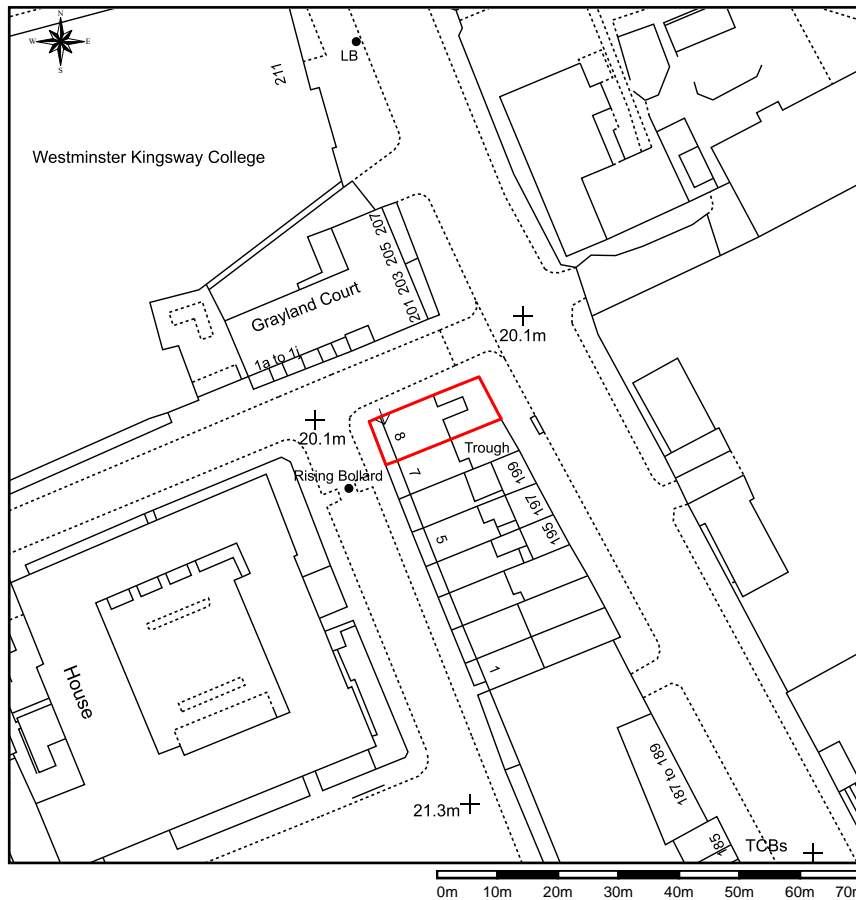 N
W E
S
LB
211
Westminster Kingsway College
207
205
203
201
Grayland Court
1a to 1j
20.1m
20.1m
8
Trough
7
199
Rising Bollard
197
195
5
House
1
187 to 189
21.3m
185
TCBs
0m 10m 20m 30m 40m 50m 60m 70m